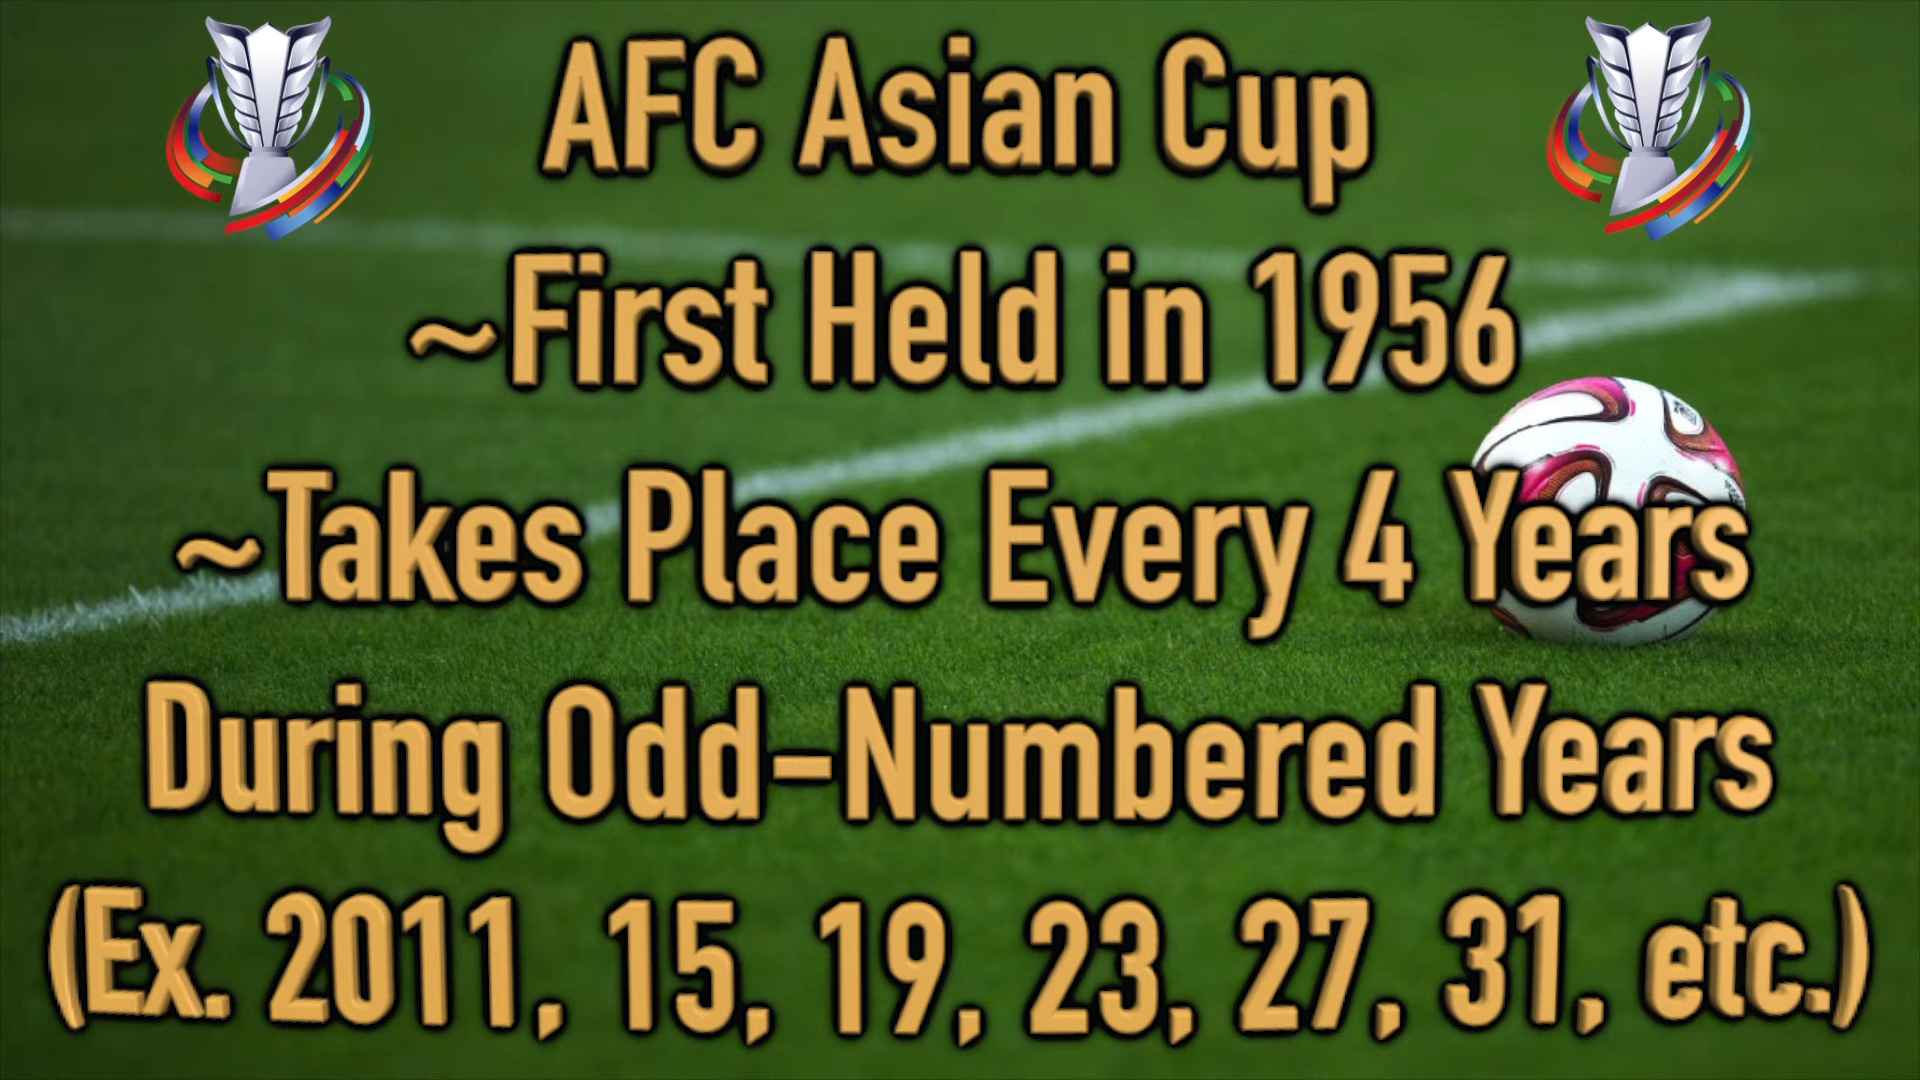 AFC Asian Cup
~First Held in 1956
~Takes Place Every 4 Years
During Odd-Numbered Years
(Ex. 2011, 15, 19, 23, 27, 31, etc.)